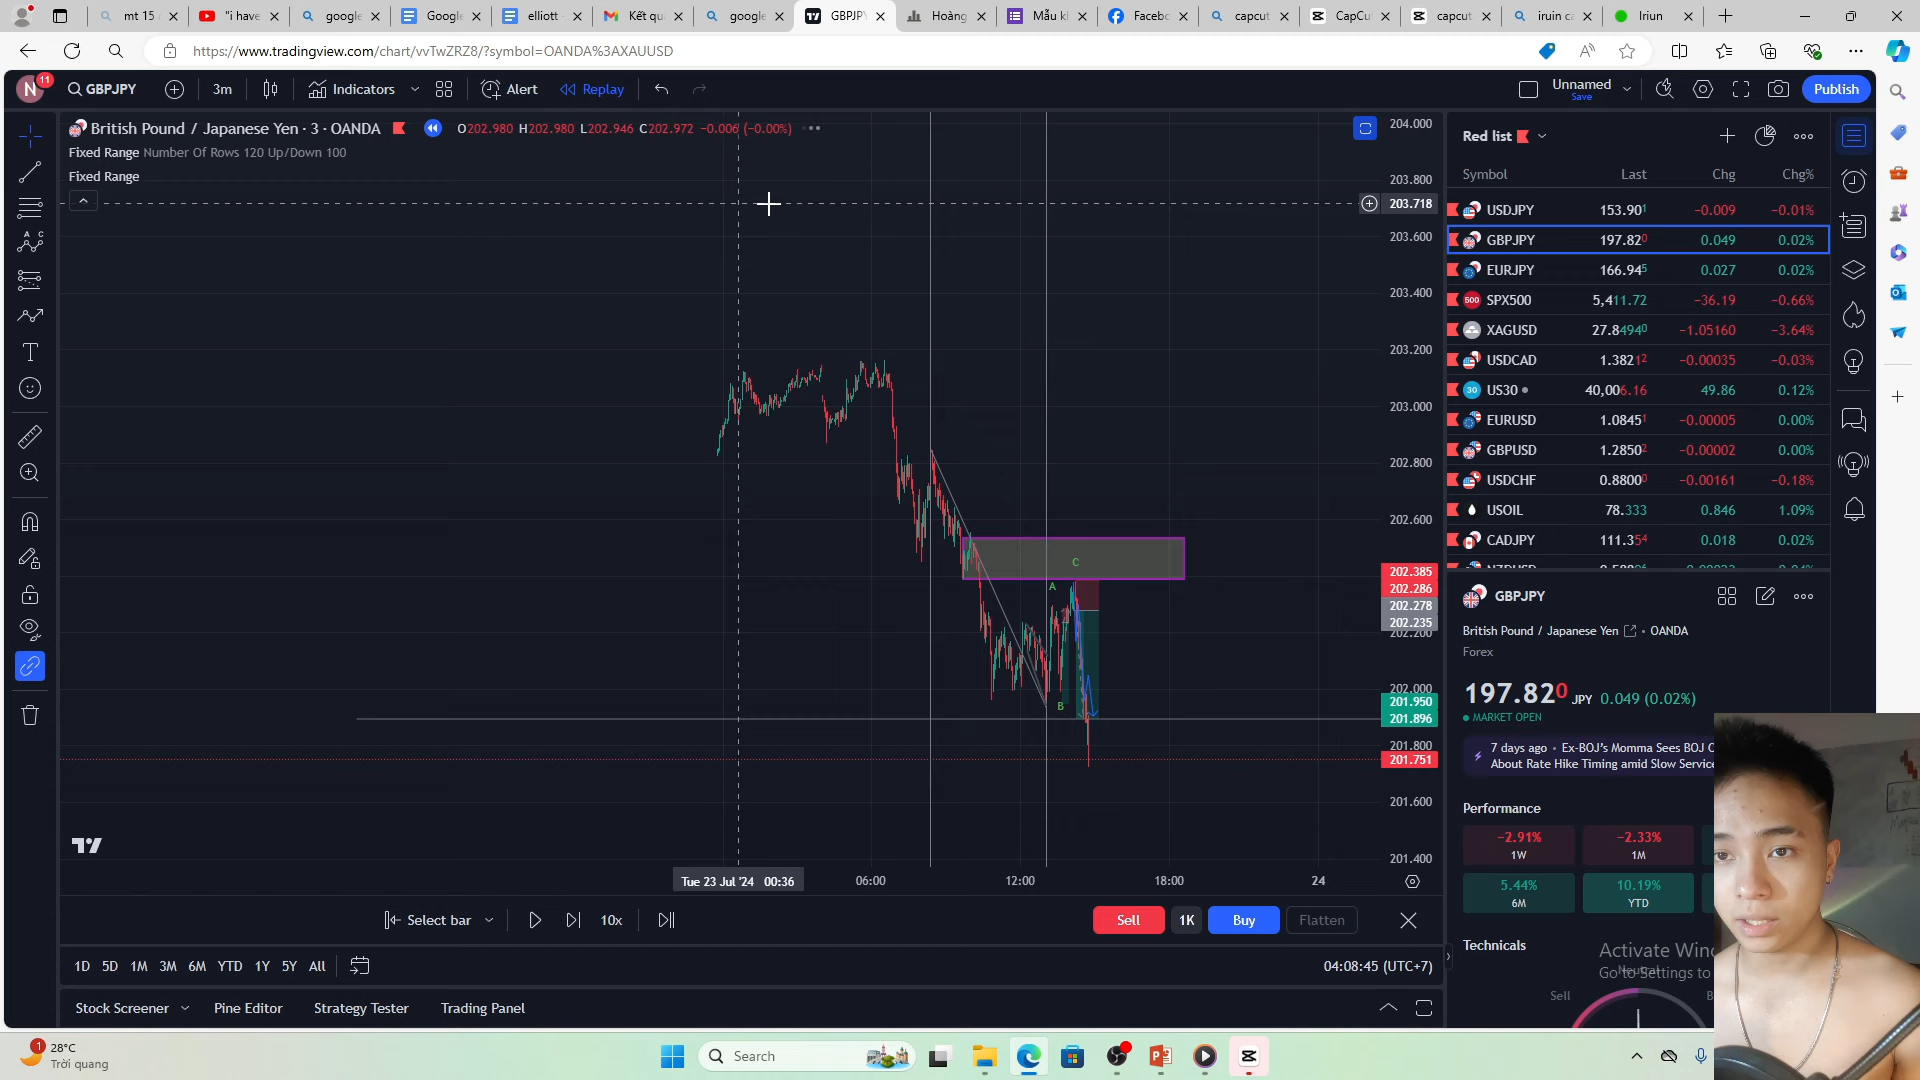 mt 15 c
"i have
google
Google
elliott -
Kết qu
google
GBPJP
Hoàng
Mẫu k
Facebo
capcut
CapCu
capcut
iruin ca
Iriun
https://www.tradingview.com/chart/vvTwZRZ8/?symbol=OANDA%3AXAUUSD
N 11 GBPJPY 3m Indicators Alert Replay Unnamed Save Publish
British Pound / Japanese Yen · 3 · OANDA O202.980 H202.980 L202.946 C202.972 -0.006 (-0.00%)
Fixed Range Number Of Rows 120 Up/Down 100
Fixed Range
204.000
203.800
203.718
203.600
203.400
203.200
203.000
202.800
202.600
202.385
202.286
202.278
202.235
202.200
202.000
201.950
201.896
201.800
201.751
201.600
201.400
C
A
B
Tue 23 Jul '24 00:36 06:00 12:00 18:00 24
Select bar 10x Sell 1K Buy Flatten
1D 5D 1M 3M 6M YTD 1Y 5Y All 04:08:45 (UTC+7)
Stock Screener Pine Editor Strategy Tester Trading Panel
Red list
Symbol Last Chg Chg%
USDJPY 153.901 −0.009 −0.01%
GBPJPY 197.820 0.049 0.02%
EURJPY 166.945 0.027 0.02%
500 SPX500 5,411.72 −36.19 −0.66%
XAGUSD 27.84940 −1.05160 −3.64%
USDCAD 1.38212 −0.00035 −0.03%
30 US30 40,006.16 49.86 0.12%
EURUSD 1.08451 −0.00005 0.00%
GBPUSD 1.28502 −0.00002 0.00%
USDCHF 0.88000 −0.00161 −0.18%
USOIL 78.333 0.846 1.09%
CADJPY 111.354 0.018 0.02%
GBPJPY
British Pound / Japanese Yen • OANDA
Forex
197.820 JPY 0.049 (0.02%)
MARKET OPEN
7 days ago • Ex-BOJ's Momma Sees BOJ C
About Rate Hike Timing amid Slow Service
Performance
−2.91% 1W
−2.33% 1M
5.44% 6M
10.19% YTD
Technicals
Activate Win
Go to Settings to
Neutral
Sell
B
1
28°C
Trời quang
Search